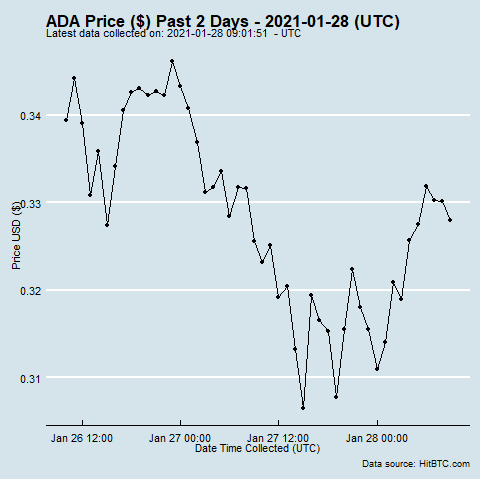 ADA Price ($) Past 2 Days - 2021-01-28 (UTC)
Latest data collected on: 2021-01-28 09:01:51 - UTC
Price USD ($)
0.34
0.33
0.32
0.31
Jan 26 12:00
Jan 27 00:00
Jan 27 12:00
Jan 28 00:00
Date Time Collected (UTC)
Data source: HitBTC.com